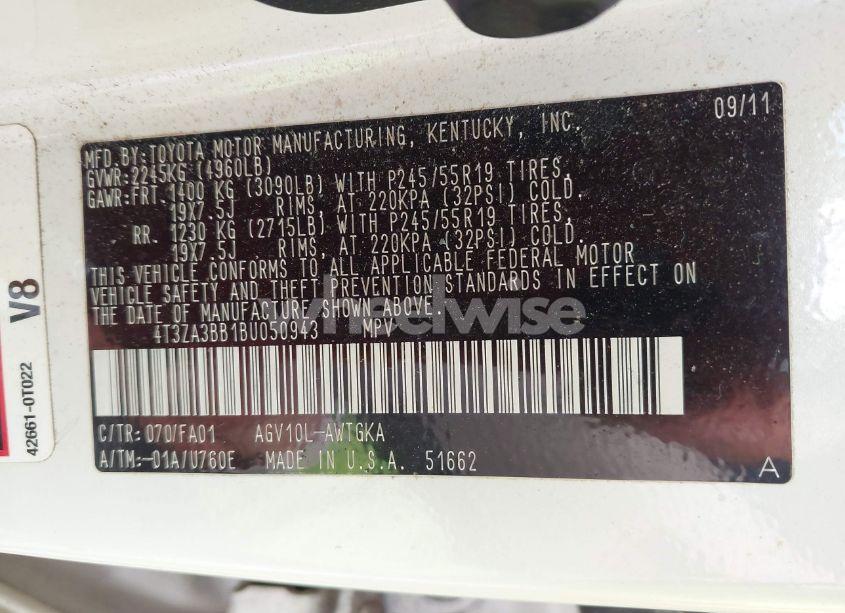 09/11
MFD.BY:TOYOTA MOTOR MANUFACTURING, KENTUCKY, INC.
GVWR:2245KG (4960LB)
GAWR:FRT. 1400 KG (3090LB) WITH P245/55R19 TIRES,
19X7.5J RIMS, AT 220KPA (32PSI) COLD.
RR. 1230 KG (2715LB) WITH P245/55R19 TIRES,
19X7.5J RIMS, AT 220KPA (32PSI) COLD.
THIS VEHICLE CONFORMS TO ALL APPLICABLE FEDERAL MOTOR
VEHICLE SAFETY AND THEFT PREVENTION STANDARDS IN EFFECT ON
THE DATE OF MANUFACTURE SHOWN ABOVE.
4T3ZA3BB1BU050943 MPV
C/TR: 070/FA01 AGV10L-AWTGKA
A/TM:-01A/U760E MADE IN U.S.A. 51662
A
V8
42661-0T022
wheelwise